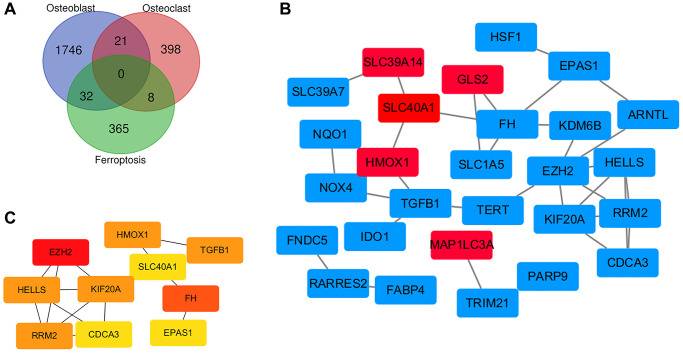 A
Osteoblast
Osteoclast
1746
21
398
0
32
8
365
Ferroptosis
B
HSF1
SLC39A14
EPAS1
GLS2
SLC39A7
SLC40A1
ARNTL
FH
KDM6B
NQO1
HMOX1
SLC1A5
HELLS
EZH2
NOX4
TGFB1
TERT
KIF20A
RRM2
FNDC5
IDO1
MAP1LC3A
CDCA3
PARP9
RARRES2
FABP4
TRIM21
C
HMOX1
EZH2
TGFB1
SLC40A1
HELLS
KIF20A
FH
RRM2
CDCA3
EPAS1